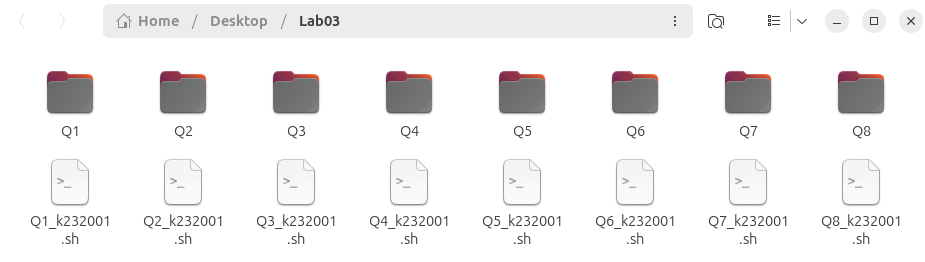 Home / Desktop / Lab03
Q1 Q2 Q3 Q4 Q5 Q6 Q7 Q8
>_ >_ >_ >_ >_ >_ >_ >_
Q1_k232001 Q2_k232001 Q3_k232001 Q4_k232001 Q5_k232001 Q6_k232001 Q7_k232001 Q8_k232001
.sh .sh .sh .sh .sh .sh .sh .sh